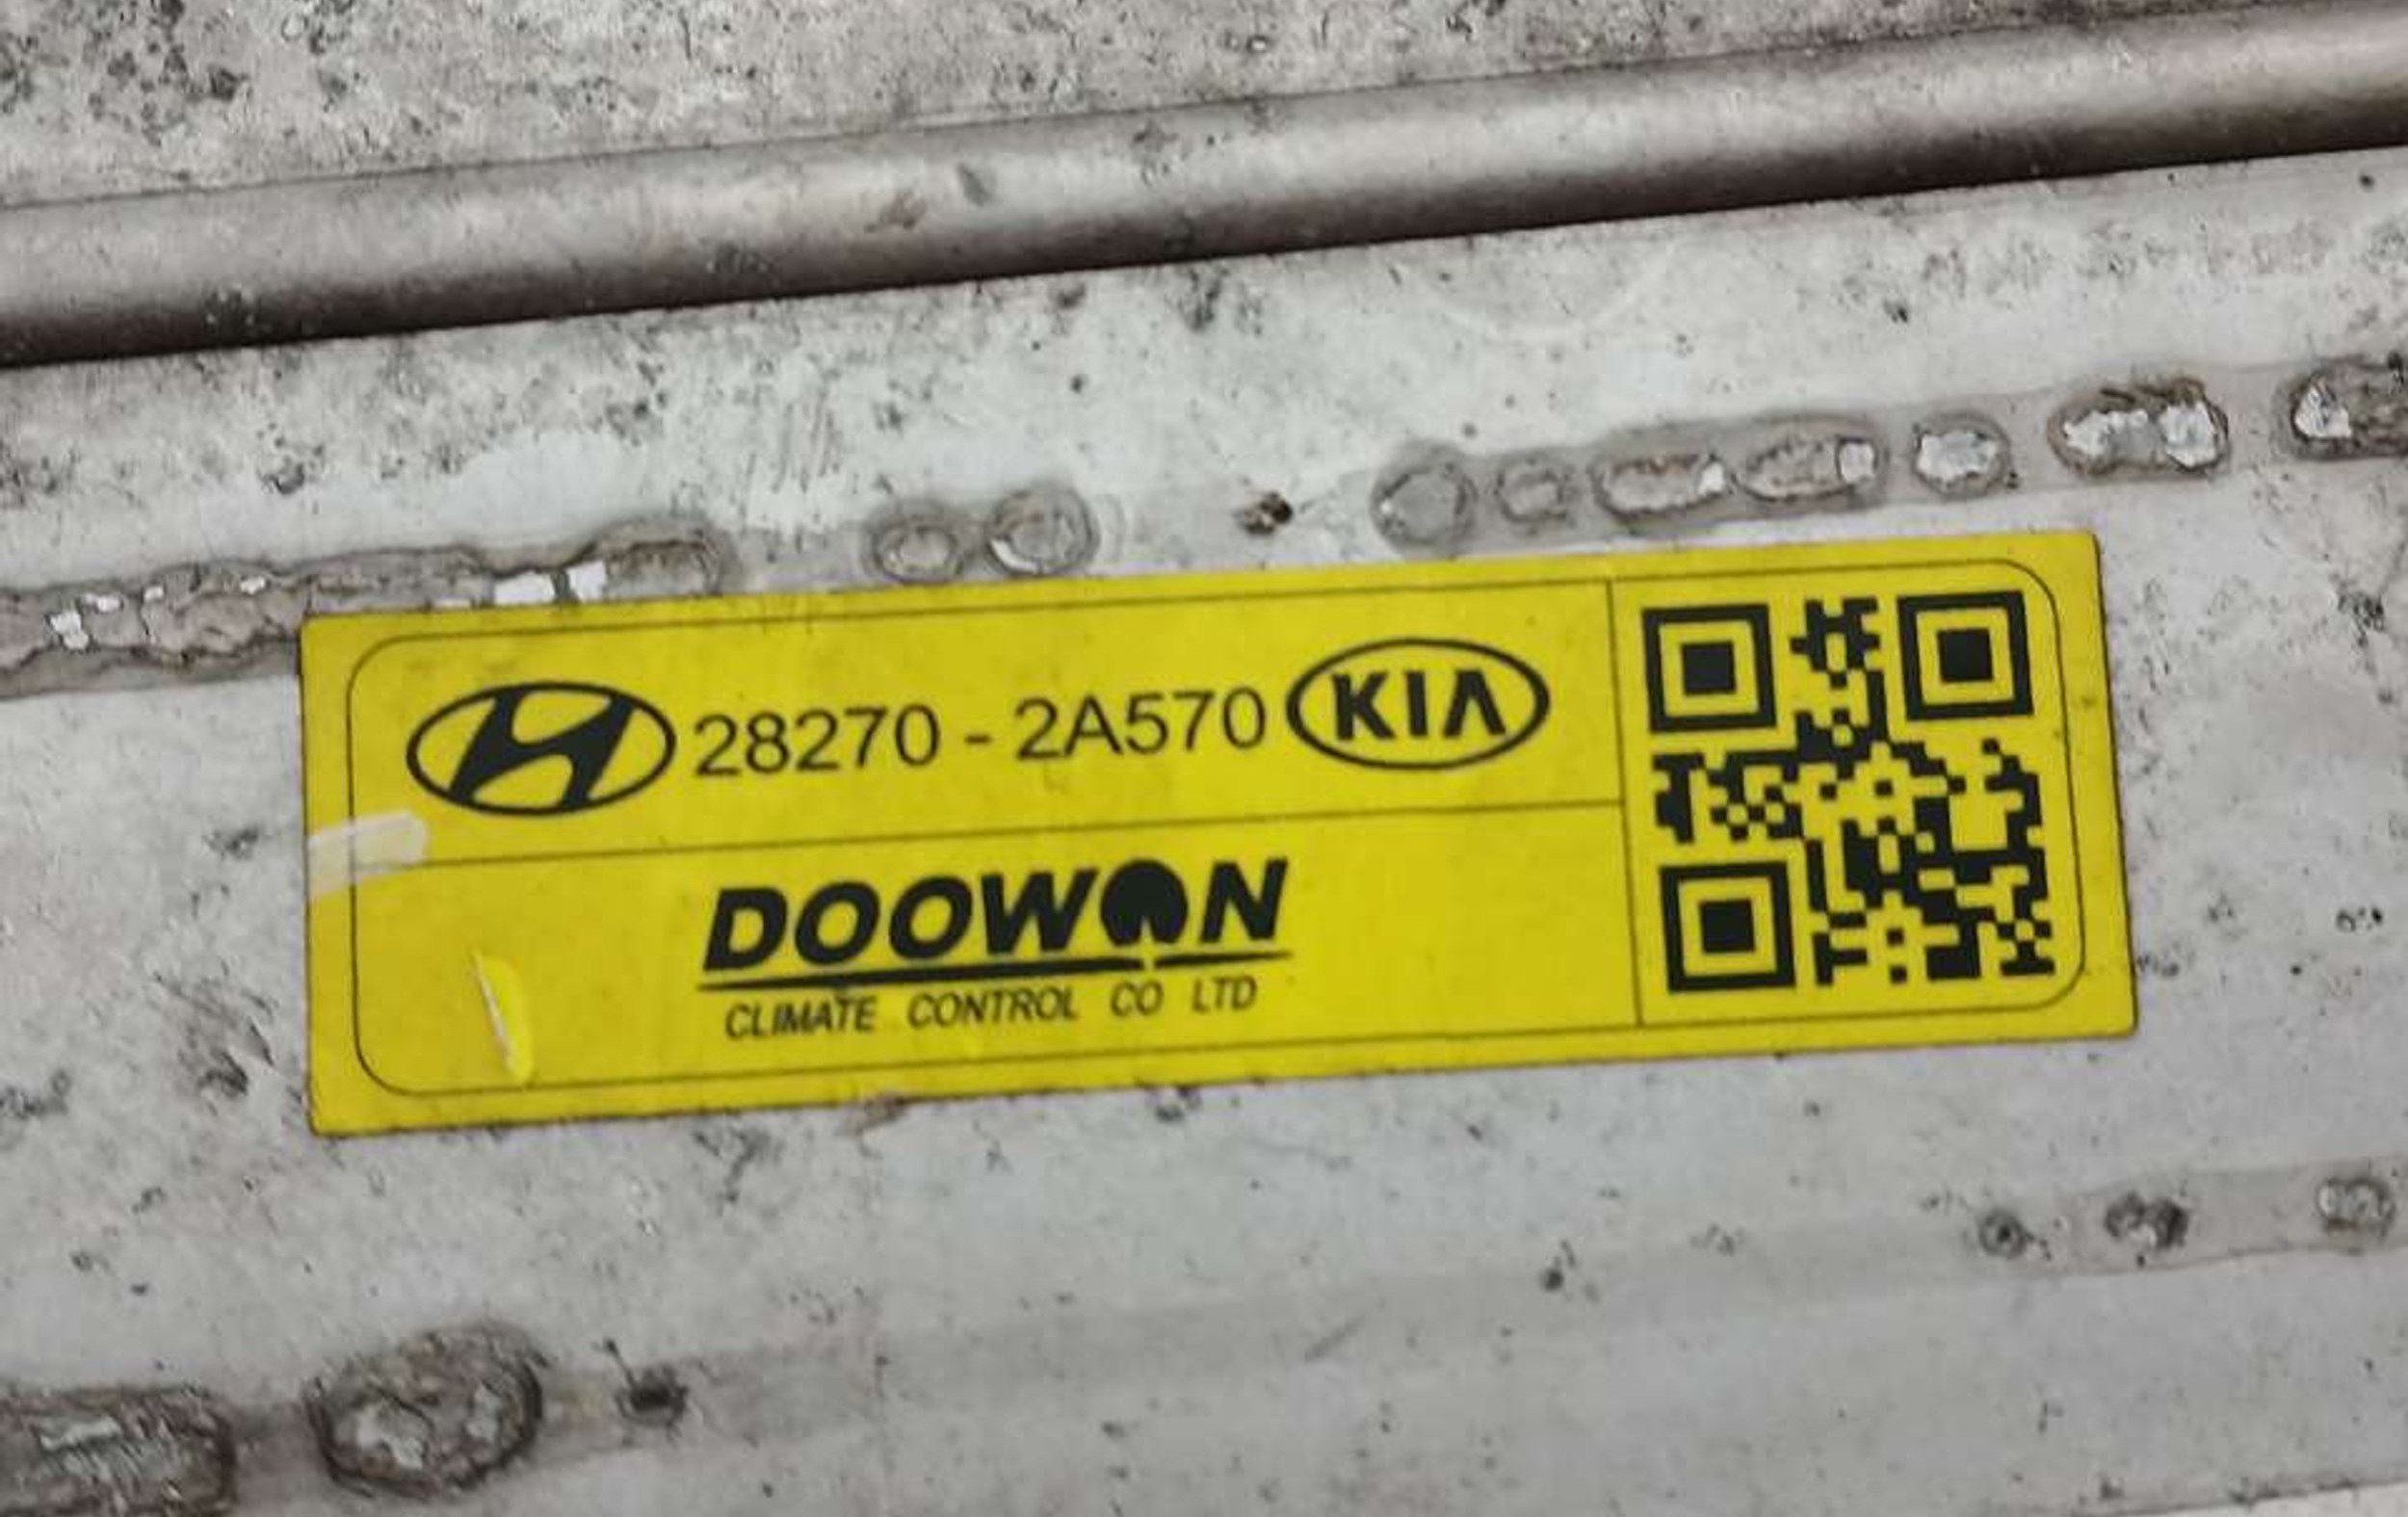 28270 - 2A570 KIA
DOOWON
CLIMATE CONTROL CO LTD